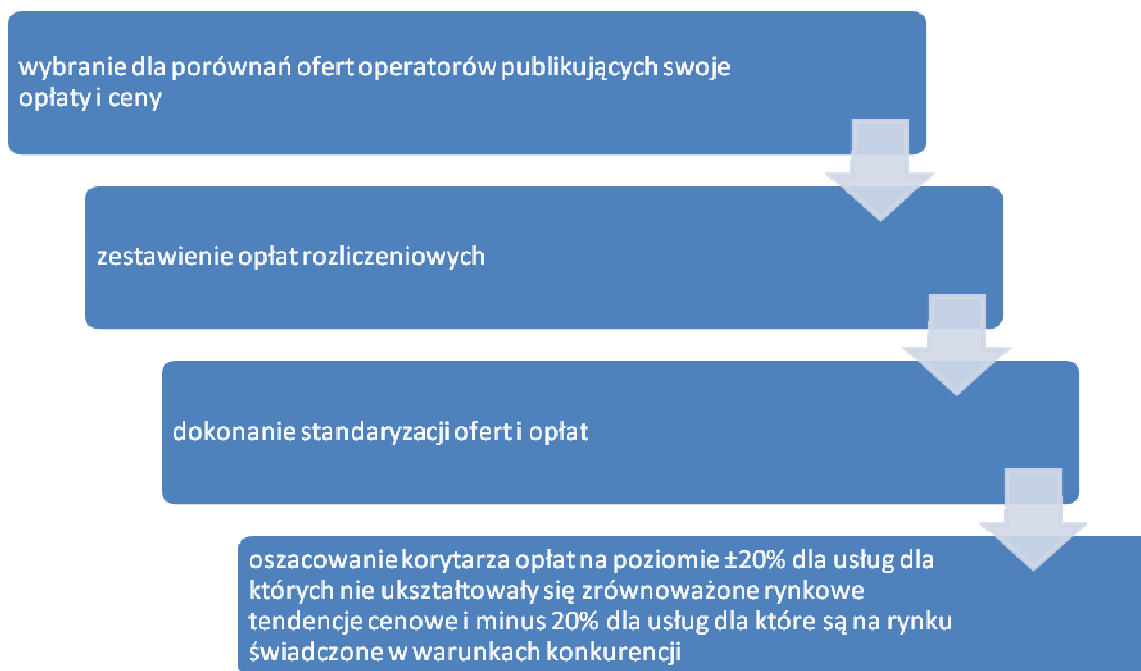 wybranie dla porównań ofert operatorów publikujących swoje
opłaty i ceny
zestawienie opłat rozliczeniowych
dokonanie standaryzacji ofert i opłat
oszacowanie korytarza opłat na poziomie ±20% dla usług dla
których nie ukształtowały się zrównoważone rynkowe
tendencje cenowe i minus 20% dla usług dla które są na rynku
świadczone w warunkach konkurencji